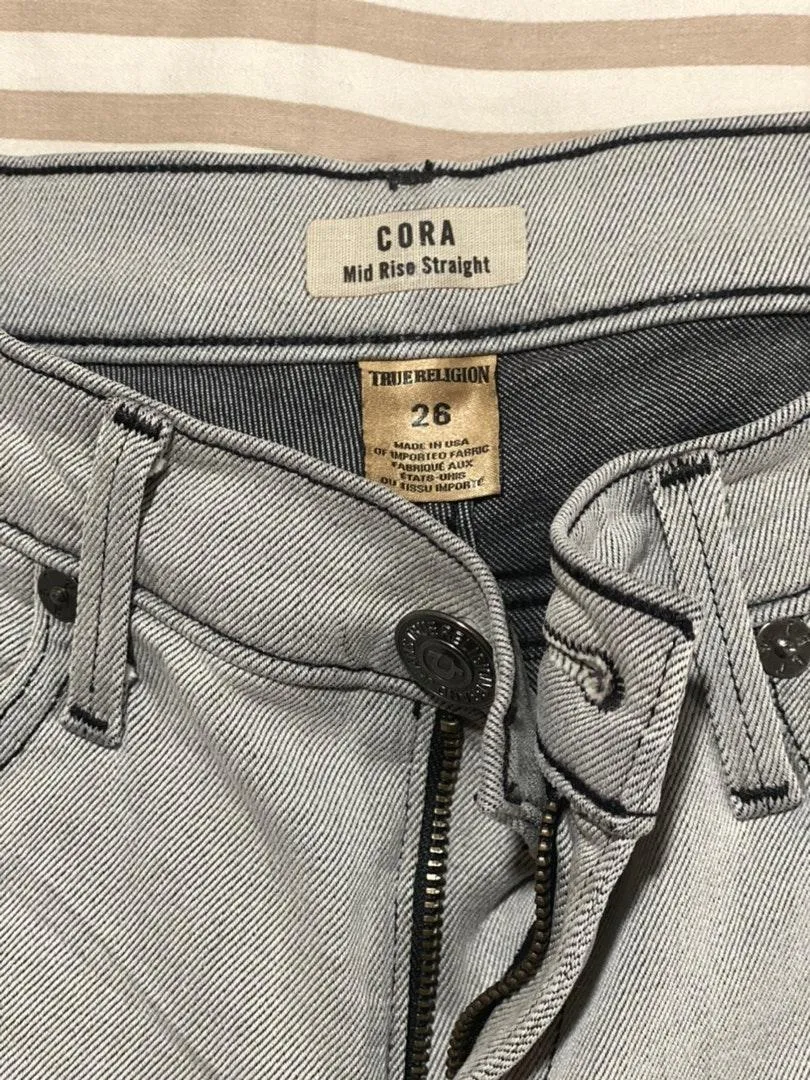 CORA
Mid Rise Straight
TRUE RELIGION
26
MADE IN USA
OF IMPORTED FABRIC
FABRIQUÉ AUX
ÉTATS-UNIS
DU TISSU IMPORTÉ